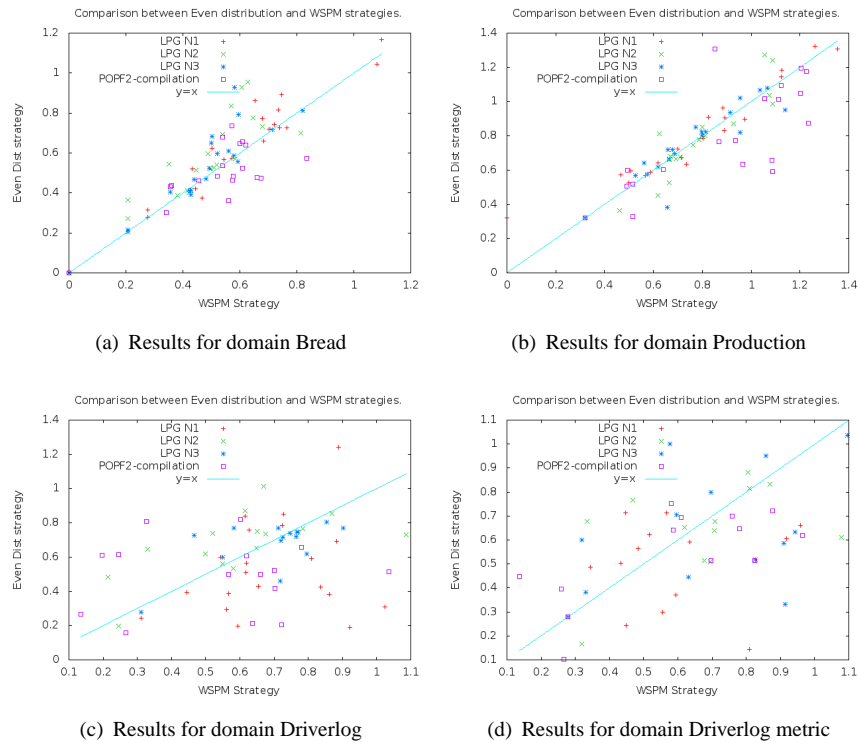 Comparison between Even distribution and WSPM strategies.
LPG N1
LPG N2
LPG N3
POPF2-compilation
y=x
Even Dist strategy
1.2
1
0.8
0.6
0.4
0.2
0
0 0.2 0.4 0.6 0.8 1 1.2
WSPM Strategy
(a) Results for domain Bread
Comparison between Even distribution and WSPM strategies.
LPG N1
LPG N2
LPG N3
POPF2-compilation
y=x
Even Dist strategy
1.4
1.2
1
0.8
0.6
0.4
0.2
0
0 0.2 0.4 0.6 0.8 1 1.2 1.4
WSPM Strategy
(b) Results for domain Production
Comparison between Even distribution and WSPM strategies.
LPG N1
LPG N2
LPG N3
POPF2-compilation
y=x
Even Dist strategy
1.4
1.2
1
0.8
0.6
0.4
0.2
0
0.1 0.2 0.3 0.4 0.5 0.6 0.7 0.8 0.9 1 1.1
WSPM Strategy
(c) Results for domain Driverlog
Comparison between Even distribution and WSPM strategies.
LPG N1
LPG N2
LPG N3
POPF2-compilation
y=x
Even Dist strategy
1.1
1
0.9
0.8
0.7
0.6
0.5
0.4
0.3
0.2
0.1
0.1 0.2 0.3 0.4 0.5 0.6 0.7 0.8 0.9 1 1.1
WSPM Strategy
(d) Results for domain Driverlog metric